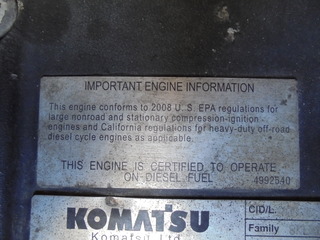 IMPORTANT ENGINE INFORMATION
This engine conforms to 2008 U.S. EPA regulations for
large nonroad and stationary compression-ignition
engines and California regulations for heavy-duty off-road
diesel cycle engines as applicable.
THIS ENGINE IS CERTIFIED TO OPERATE
ON DIESEL FUEL 4992540
KOMATSU C/D/L.
Komatsu Ltd. Family